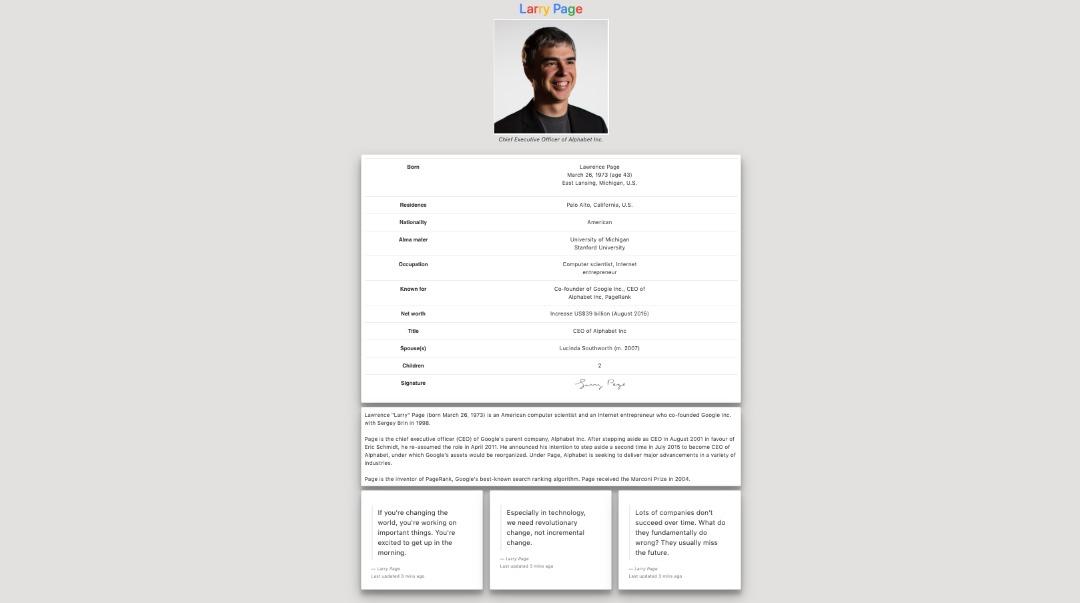 Larry Page
Chief Executive Officer of Alphabet Inc.
Born
Lawrence Page
March 26, 1973 (age 43)
East Lansing, Michigan, U.S.
Residence
Palo Alto, California, U.S.
Nationality
American
Alma mater
University of Michigan
Stanford University
Occupation
Computer scientist, Internet
entrepreneur
Known for
Co-founder of Google Inc., CEO of
Alphabet Inc, PageRank
Net worth
Increase US$39 billion (August 2016)
Title
CEO of Alphabet Inc
Spouse(s)
Lucinda Southworth (m. 2007)
Children
2
Signature
Larry Page
Lawrence "Larry" Page (born March 26, 1973) is an American computer scientist and an Internet entrepreneur who co-founded Google Inc.
with Sergey Brin in 1998.
Page is the chief executive officer (CEO) of Google's parent company, Alphabet Inc. After stepping aside as CEO in August 2001 in favour of
Eric Schmidt, he re-assumed the role in April 2011. He announced his intention to step aside a second time in July 2015 to become CEO of
Alphabet, under which Google's assets would be reorganized. Under Page, Alphabet is seeking to deliver major advancements in a variety of
industries.
Page is the inventor of PageRank, Google's best-known search ranking algorithm. Page received the Marconi Prize in 2004.
If you're changing the
world, you're working on
important things. You're
excited to get up in the
morning.
— Larry Page
Last updated 3 mins ago
Especially in technology,
we need revolutionary
change, not incremental
change.
— Larry Page
Last updated 3 mins ago
Lots of companies don't
succeed over time. What do
they fundamentally do
wrong? They usually miss
the future.
— Larry Page
Last updated 3 mins ago